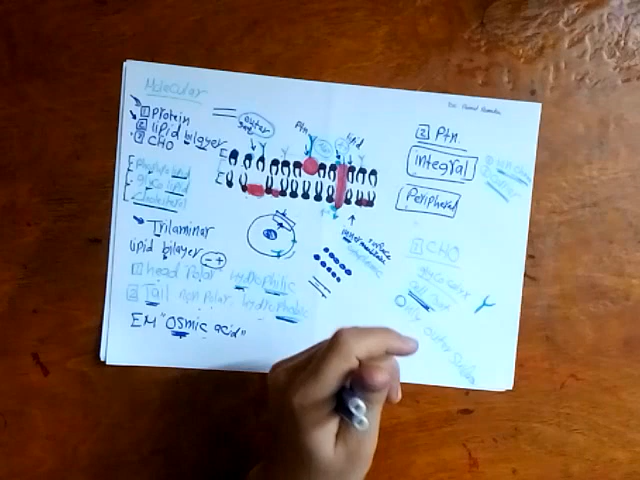 Molecular
1 Protein
2 lipid bilayer
3 CHO
Phospholipid
glycolipid
Cholesterol
Trilaminar
lipid bilayer
- +
1 head Polar hydrophilic
2 Tail non Polar hydrophobic
EM "Osmic acid"
outer
Ptn
lipid
E
E
surface
2 Ptn.
integral
Peripheral
CHO
glycocalyx
Cell Coat
Only outer Surface